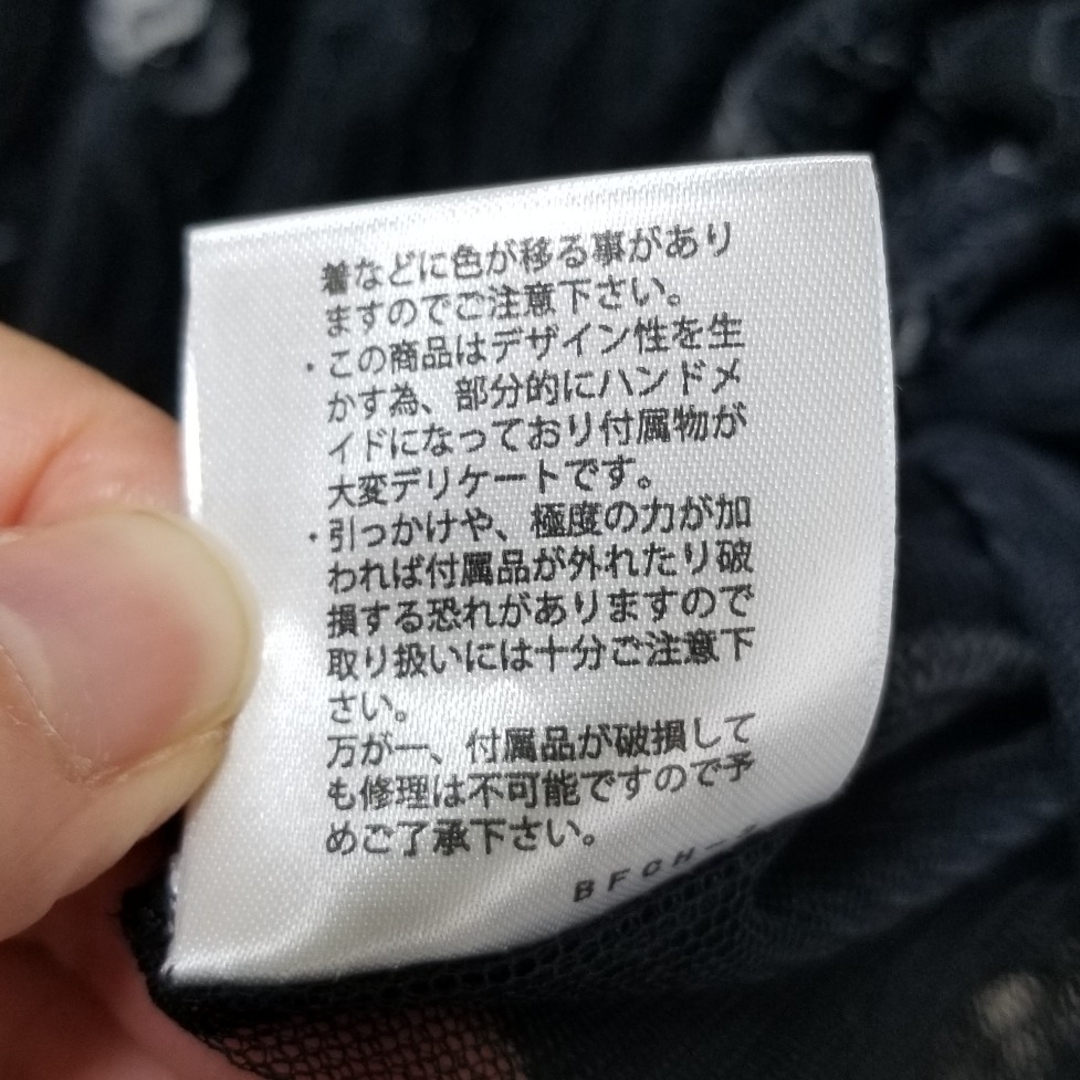 着などに色が移る事があり
ますのでご注意下さい。
・この商品はデザイン性を生
かす為、部分的にハンドメ
イドになっており付属物が
大変デリケートです。
・引っかけや、極度の力が加
われば付属品が外れたり破
損する恐れがありますので
取り扱いには十分ご注意下
さい。
万が一、付属品が破損して
も修理は不可能ですので予
めご了承下さい。